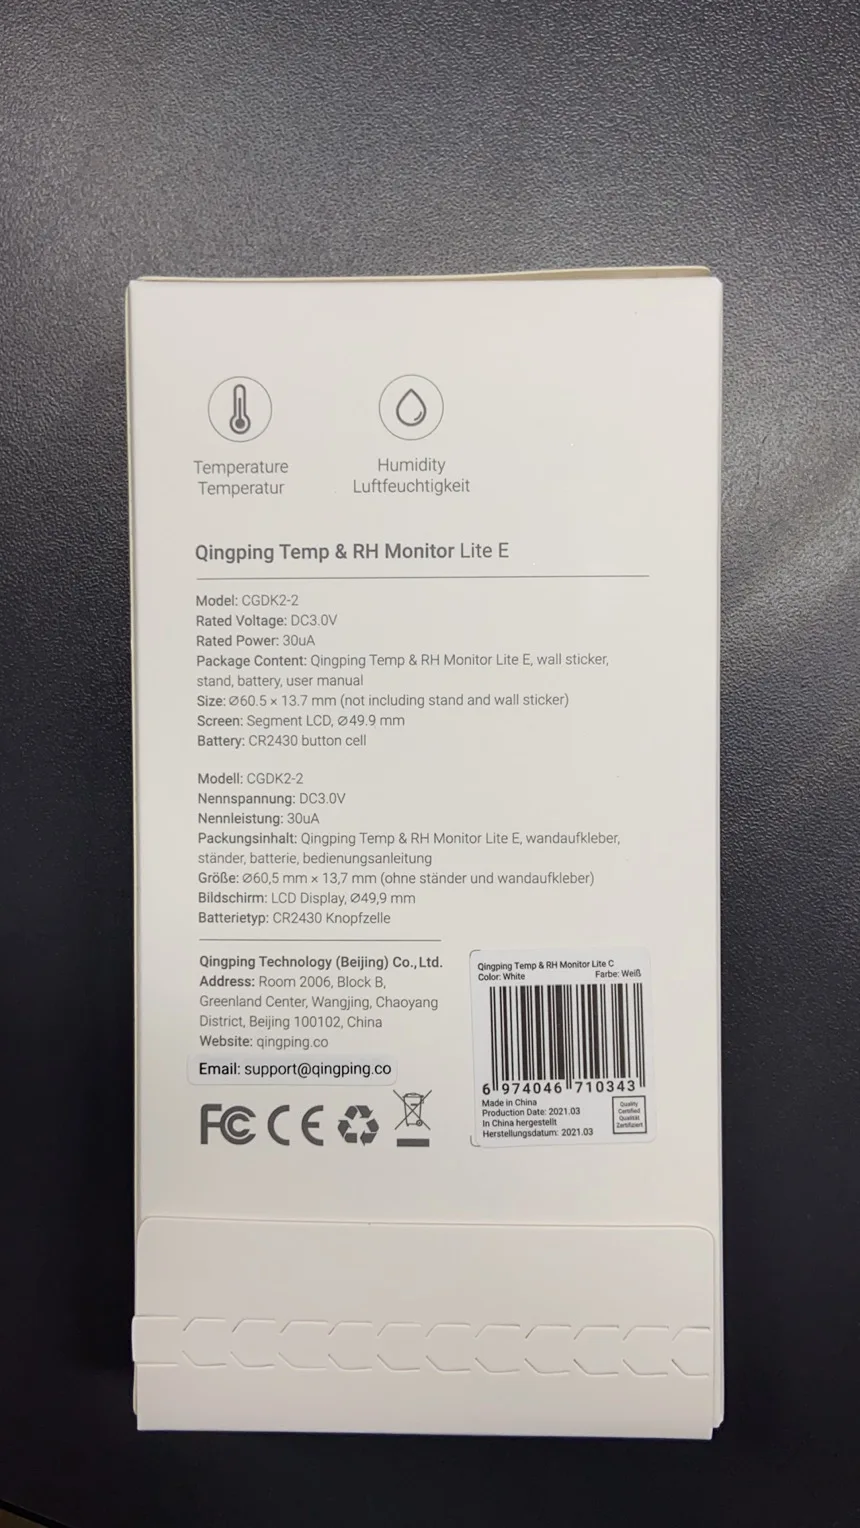 Temperature
Temperatur
Humidity
Luftfeuchtigkeit
Qingping Temp & RH Monitor Lite E
Model: CGDK2-2
Rated Voltage: DC3.0V
Rated Power: 30uA
Package Content: Qingping Temp & RH Monitor Lite E, wall sticker,
stand, battery, user manual
Size: Ø60.5 × 13.7 mm (not including stand and wall sticker)
Screen: Segment LCD, Ø49.9 mm
Battery: CR2430 button cell
Modell: CGDK2-2
Nennspannung: DC3.0V
Nennleistung: 30uA
Packungsinhalt: Qingping Temp & RH Monitor Lite E, wandaufkleber,
ständer, batterie, bedienungsanleitung
Größe: Ø60,5 mm × 13,7 mm (ohne ständer und wandaufkleber)
Bildschirm: LCD Display, Ø49,9 mm
Batterietyp: CR2430 Knopfzelle
Qingping Technology (Beijing) Co., Ltd.
Address: Room 2006, Block B,
Greenland Center, Wangjing, Chaoyang
District, Beijing 100102, China
Website: qingping.co
Email: support@qingping.co
FC CE
Qingping Temp & RH Monitor Lite C
Color: White Farbe: Weiß
6 974046 710343
Made in China
Production Date: 2021.03
In China hergestellt
Herstellungsdatum: 2021.03
Quality
Certified
Qualität
Zertifiziert